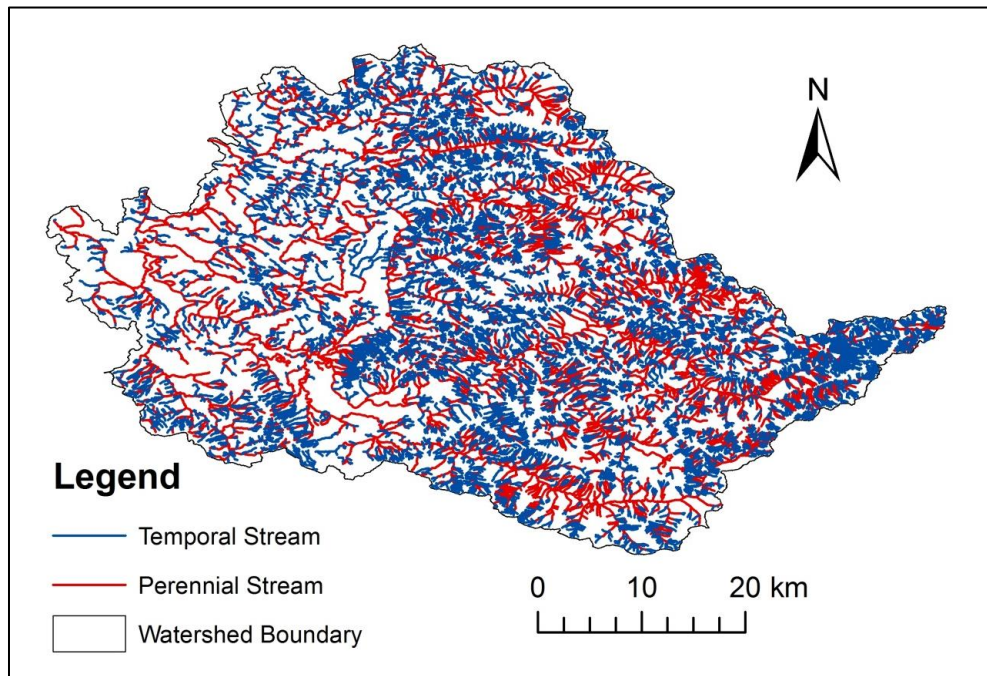 N
Legend
Temporal Stream
Perennial Stream
Watershed Boundary
0 10 20 km